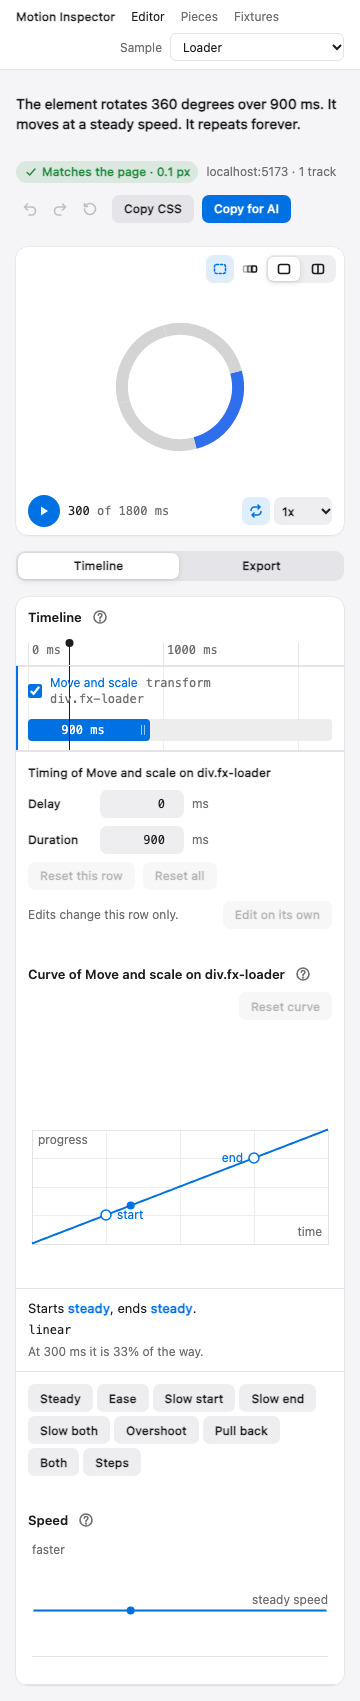 Motion Inspector Editor Pieces Fixtures
Sample Loader
The element rotates 360 degrees over 900 ms. It
moves at a steady speed. It repeats forever.
Matches the page · 0.1 px localhost:5173 · 1 track
Copy CSS Copy for AI
300 of 1800 ms 1x
Timeline Export
Timeline
0 ms 1000 ms
Move and scale transform
div.fx-loader
900 ms
Timing of Move and scale on div.fx-loader
Delay 0 ms
Duration 900 ms
Reset this row Reset all
Edits change this row only. Edit on its own
Curve of Move and scale on div.fx-loader
Reset curve
progress
end
start
time
Starts steady, ends steady.
linear
At 300 ms it is 33% of the way.
Steady Ease Slow start Slow end
Slow both Overshoot Pull back
Both Steps
Speed
faster
steady speed